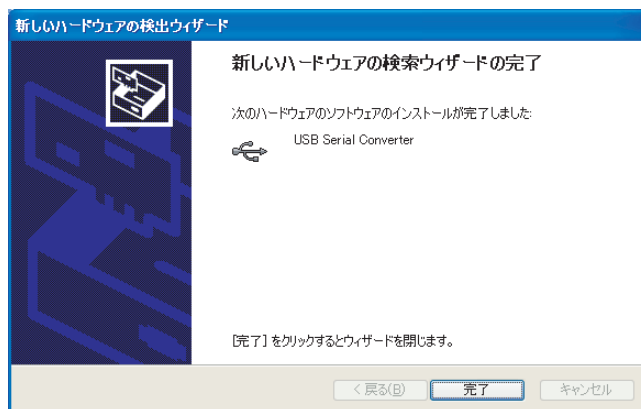 新しいハードウェアの検出ウィザード
新しいハードウェアの検索ウィザードの完了
次のハードウェアのソフトウェアのインストールが完了しました:
USB Serial Converter
[完了] をクリックするとウィザードを閉じます。
< 戻る(B)
完了
キャンセル